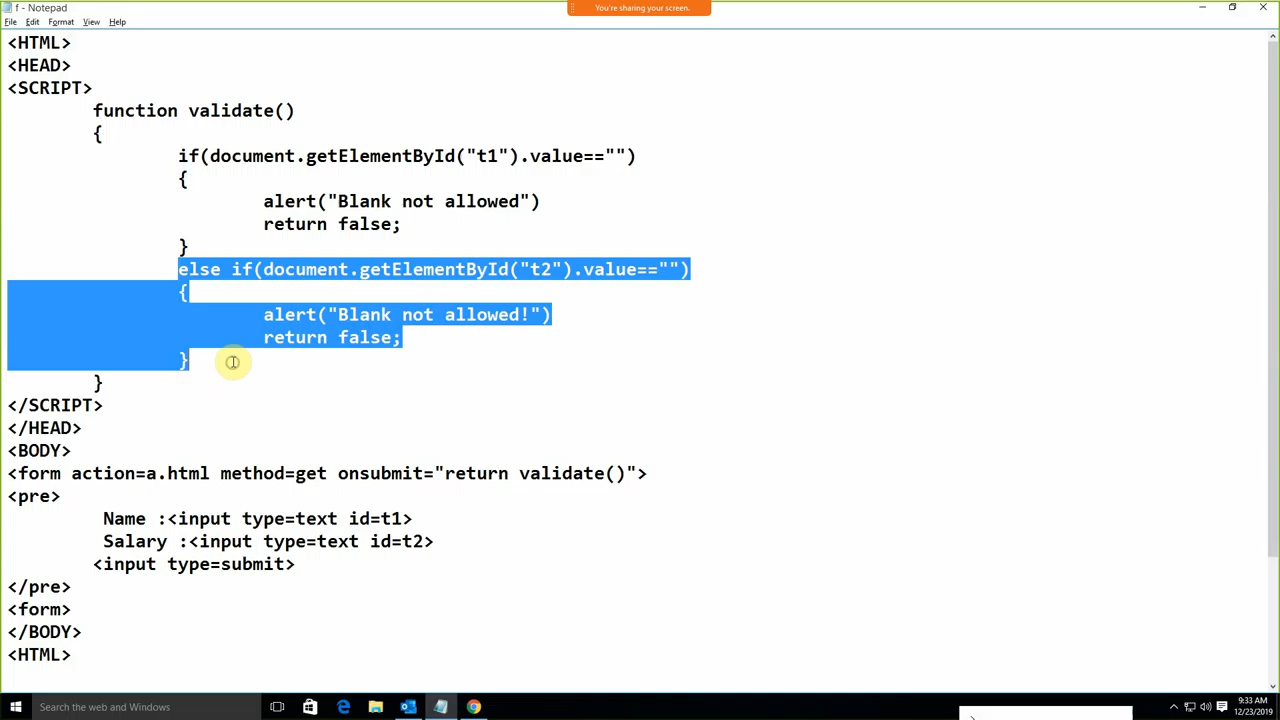 f - Notepad
You're sharing your screen.
File Edit Format View Help
<HTML>
<HEAD>
<SCRIPT>
function validate()
{
if(document.getElementById("t1").value=="")
{
alert("Blank not allowed")
return false;
}
else if(document.getElementById("t2").value=="")
{
alert("Blank not allowed!")
return false;
}
}
</SCRIPT>
</HEAD>
<BODY>
<form action=a.html method=get onsubmit="return validate()">
<pre>
Name :<input type=text id=t1>
Salary :<input type=text id=t2>
<input type=submit>
</pre>
<form>
</BODY>
<HTML>
Search the web and Windows
9:33 AM
12/23/2019